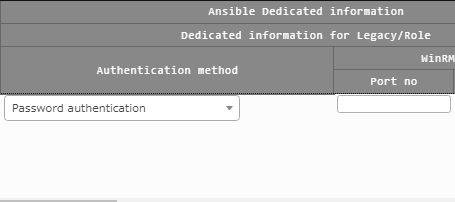 Ansible Dedicated information
Dedicated information for Legacy/Role
Authentication method
WinRM
Port no
Password authentication